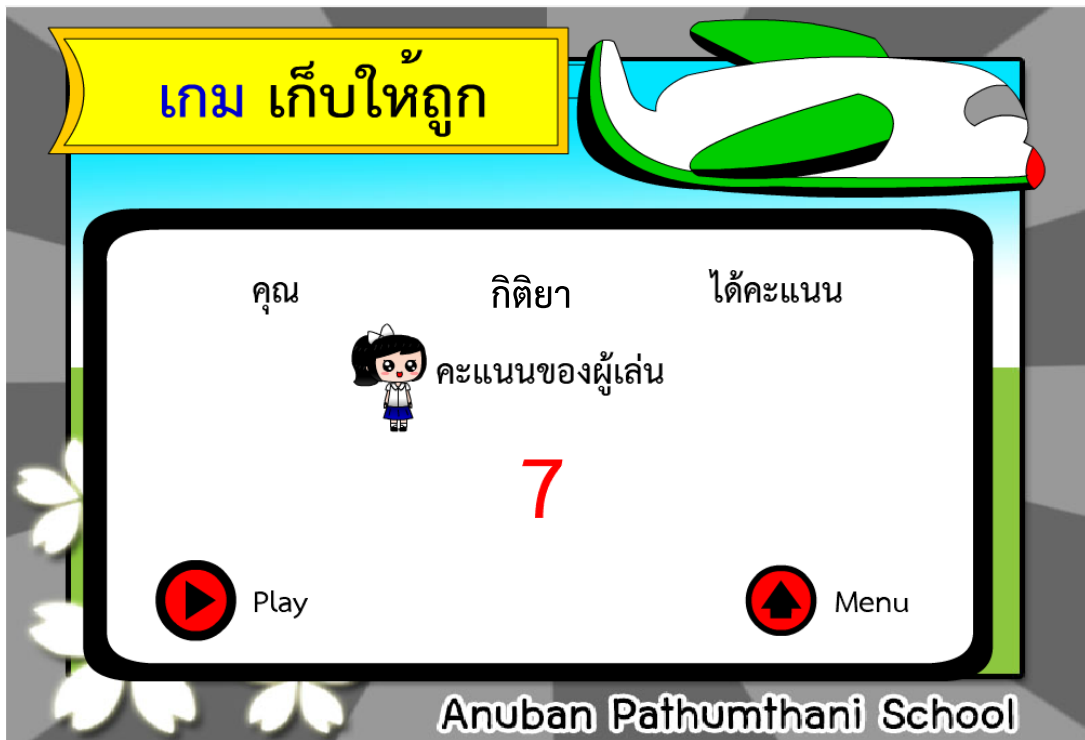 เกม เก็บให้ถูก
คุณ กิติยา ได้คะแนน
คะแนนของผู้เล่น
7
Play Menu
Anuban Pathumthani School